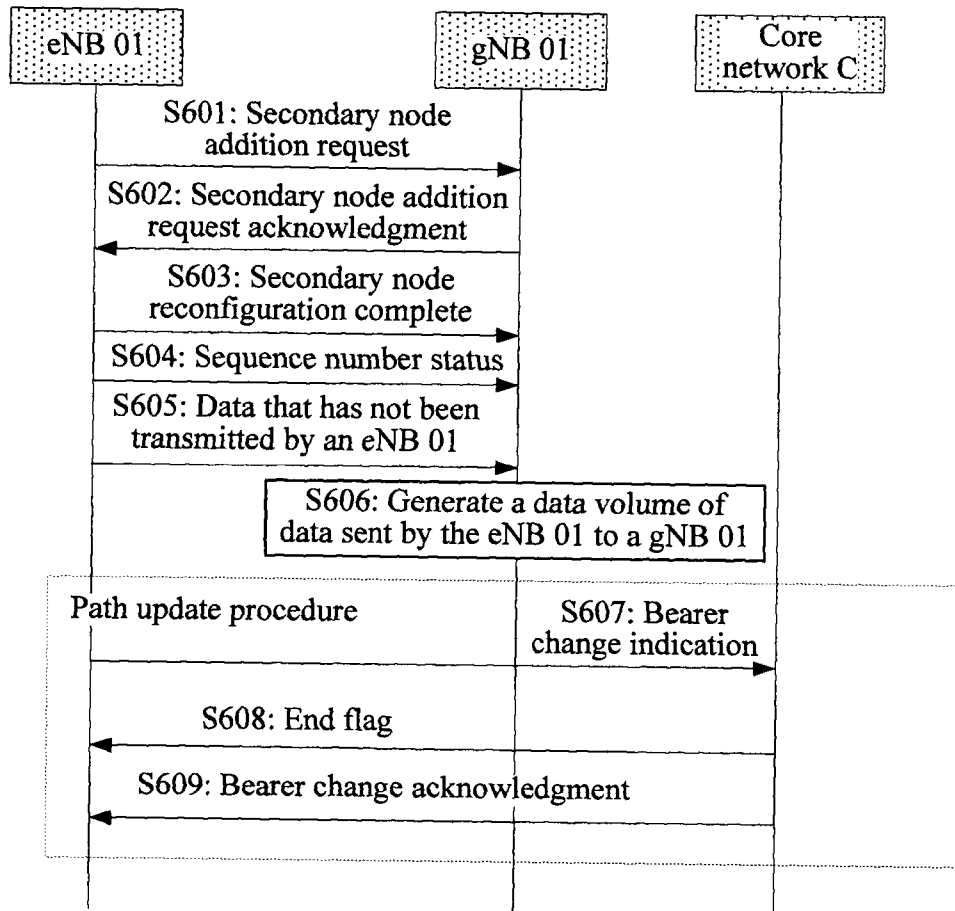 eNB 01
gNB 01
Core
network C
S601: Secondary node
addition request
S602: Secondary node addition
request acknowledgment
S603: Secondary node
reconfiguration complete
S604: Sequence number status
S605: Data that has not been
transmitted by an eNB 01
S606: Generate a data volume of
data sent by the eNB 01 to a gNB 01
Path update procedure
S607: Bearer
change indication
S608: End flag
S609: Bearer change acknowledgment